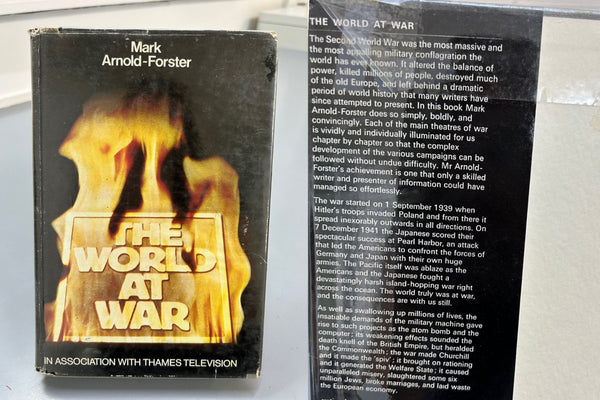 Mark
Arnold-Forster
THE
WORLD
AT
WAR
IN ASSOCIATION WITH THAMES TELEVISION
THE WORLD AT WAR
The Second World War was the most massive and
the most appalling military conflagration the
world has ever known. It altered the balance of
power, killed millions of people, destroyed much
of the old Europe, and left behind a dramatic
period of world history that many writers have
since attempted to present. In this book Mark
Arnold-Forster does so simply, boldly, and
convincingly. Each of the main theatres of war
is vividly and individually illuminated for us
chapter by chapter so that the complex
development of the various campaigns can be
followed without undue difficulty. Mr Arnold-
Forster's achievement is one that only a skilled
writer and presenter of information could have
managed so effortlessly.
The war started on 1 September 1939 when
Hitler's troops invaded Poland and from there it
spread inexorably outwards in all directions. On
7 December 1941 the Japanese scored their
spectacular success at Pearl Harbor, an attack
that led the Americans to confront the forces of
Germany and Japan with their own huge
armies. The Pacific itself was ablaze as the
Americans and the Japanese fought a
devastatingly harsh island-hopping war right
across the ocean. The world truly was at war,
and the consequences are with us still.
As well as swallowing up millions of lives, the
insatiable demands of the military machine gave
rise to such projects as the atom bomb and the
computer; its weakening effects sounded the
death knell of the British Empire, but heralded
the Commonwealth; the war made Churchill
and it made the 'spiv'; it brought on rationing
and it generated the Welfare State; it caused
unparalleled misery, slaughtered some six
million Jews, broke marriages, and laid waste
the European economy.